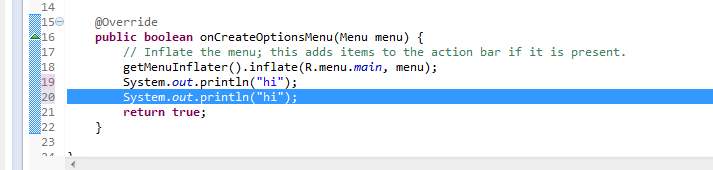 14
15 @Override
16 public boolean onCreateOptionsMenu(Menu menu) {
17 // Inflate the menu; this adds items to the action bar if it is present.
18 getMenuInflater().inflate(R.menu.main, menu);
19 System.out.println("hi");
20 System.out.println("hi");
21 return true;
22 }
23
24 }